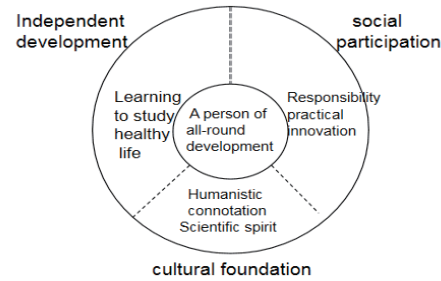 Independent
development
social
participation
Learning
to study
healthy
life
A person of
all-round
development
Responsibility
practical
innovation
Humanistic
connotation
Scientific spirit
cultural foundation